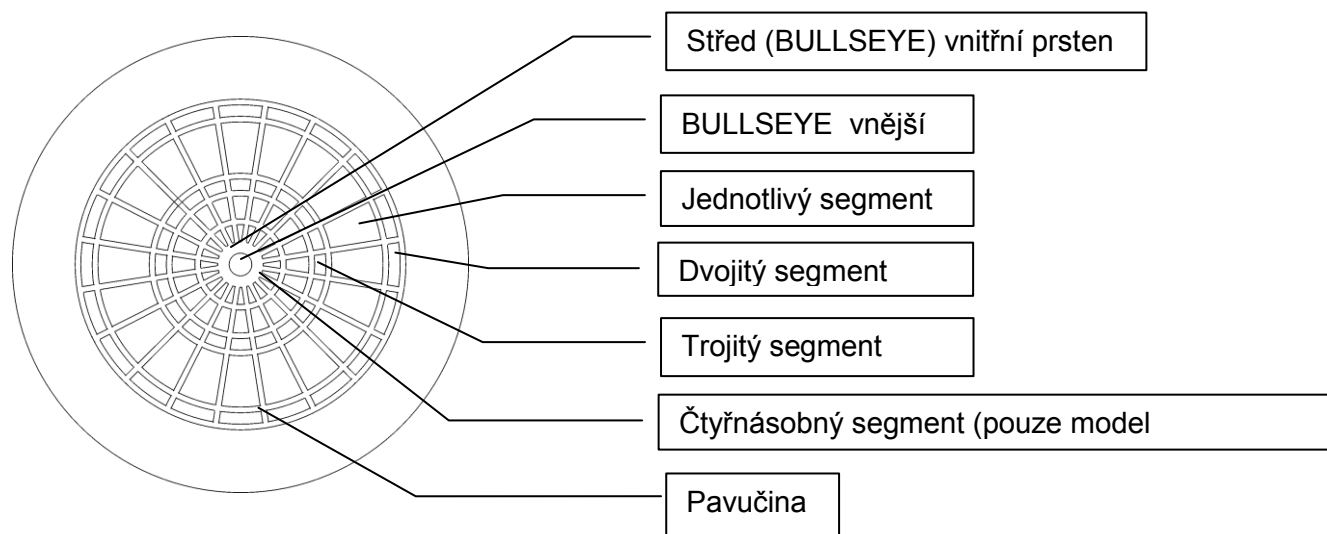 Střed (BULLSEYE) vnitřní prsten
BULLSEYE vnější
Jednotlivý segment
Dvojitý segment
Trojitý segment
Čtyřnásobný segment (pouze model
Pavučina